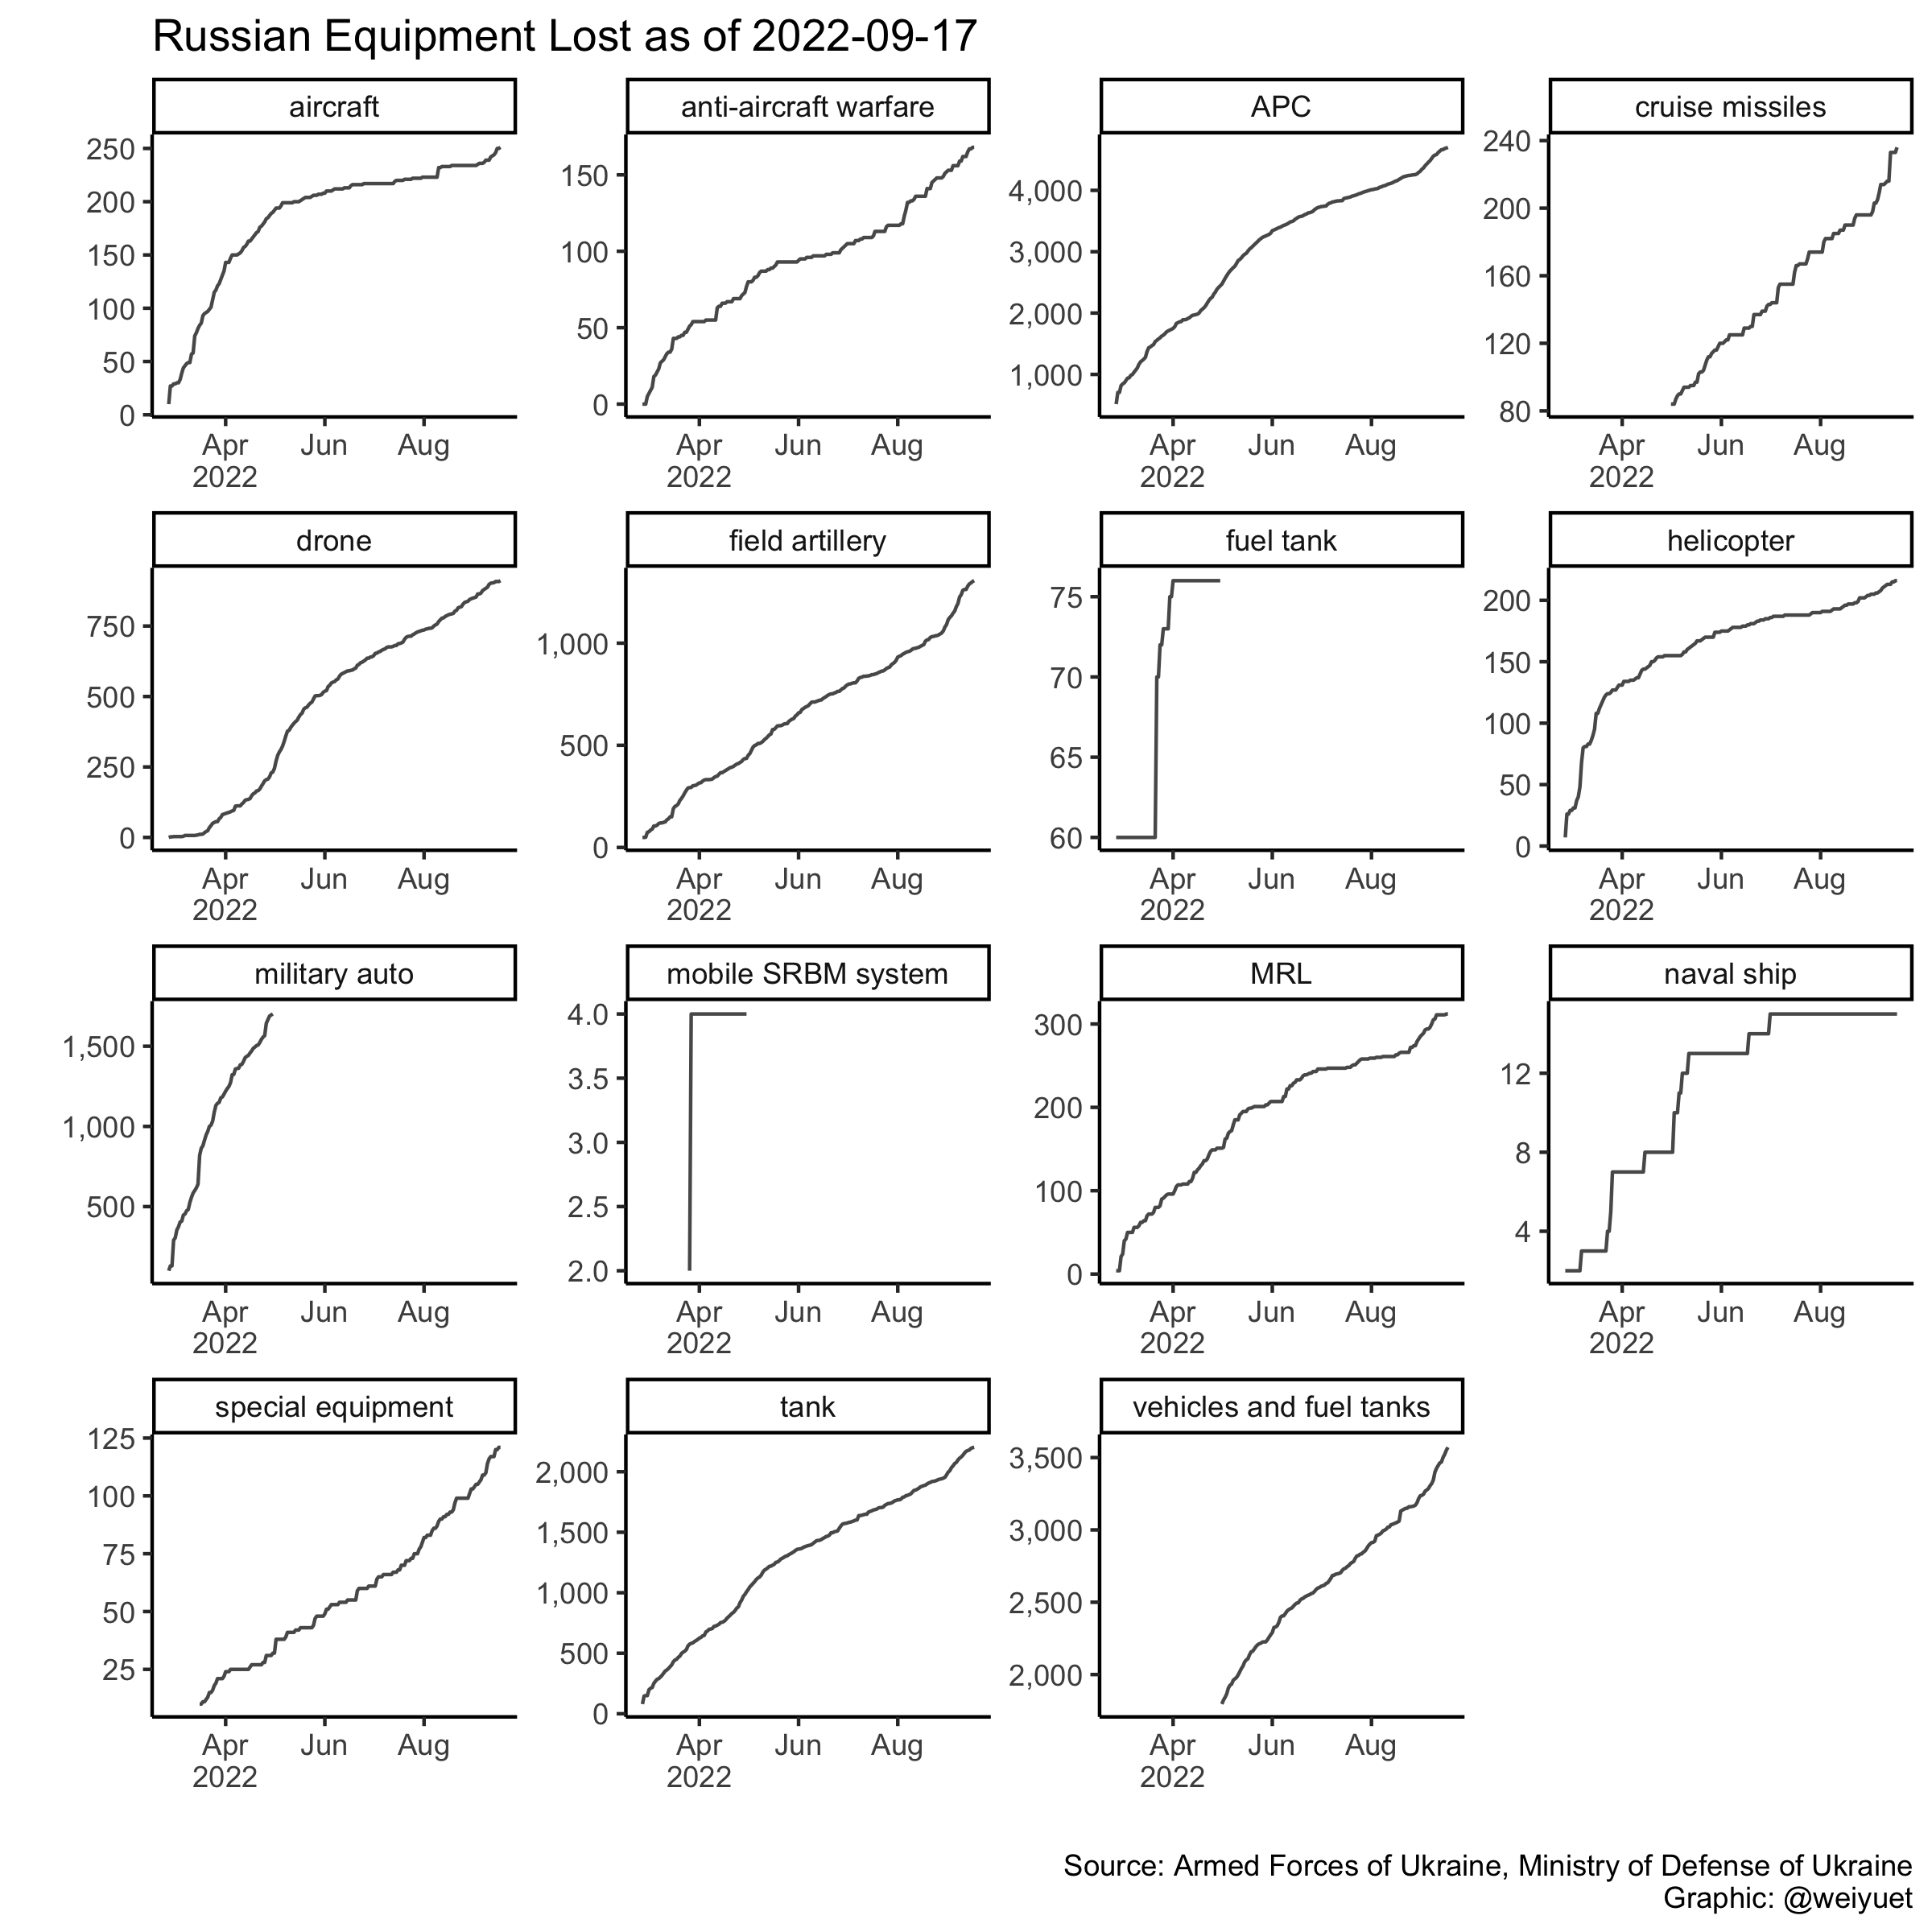 Russian Equipment Lost as of 2022-09-17
aircraft
250
200
150
100
50
0
Apr
2022
Jun
Aug
anti-aircraft warfare
150
100
50
0
Apr
2022
Jun
Aug
APC
4,000
3,000
2,000
1,000
Apr
2022
Jun
Aug
cruise missiles
240
200
160
120
80
Apr
2022
Jun
Aug
drone
750
500
250
0
Apr
2022
Jun
Aug
field artillery
1,000
500
0
Apr
2022
Jun
Aug
fuel tank
75
70
65
60
Apr
2022
Jun
Aug
helicopter
200
150
100
50
0
Apr
2022
Jun
Aug
military auto
1,500
1,000
500
Apr
2022
Jun
Aug
mobile SRBM system
4.0
3.5
3.0
2.5
2.0
Apr
2022
Jun
Aug
MRL
300
200
100
0
Apr
2022
Jun
Aug
naval ship
12
8
4
Apr
2022
Jun
Aug
special equipment
125
100
75
50
25
Apr
2022
Jun
Aug
tank
2,000
1,500
1,000
500
0
Apr
2022
Jun
Aug
vehicles and fuel tanks
3,500
3,000
2,500
2,000
Apr
2022
Jun
Aug
Source: Armed Forces of Ukraine, Ministry of Defense of Ukraine
Graphic: @weiyuet